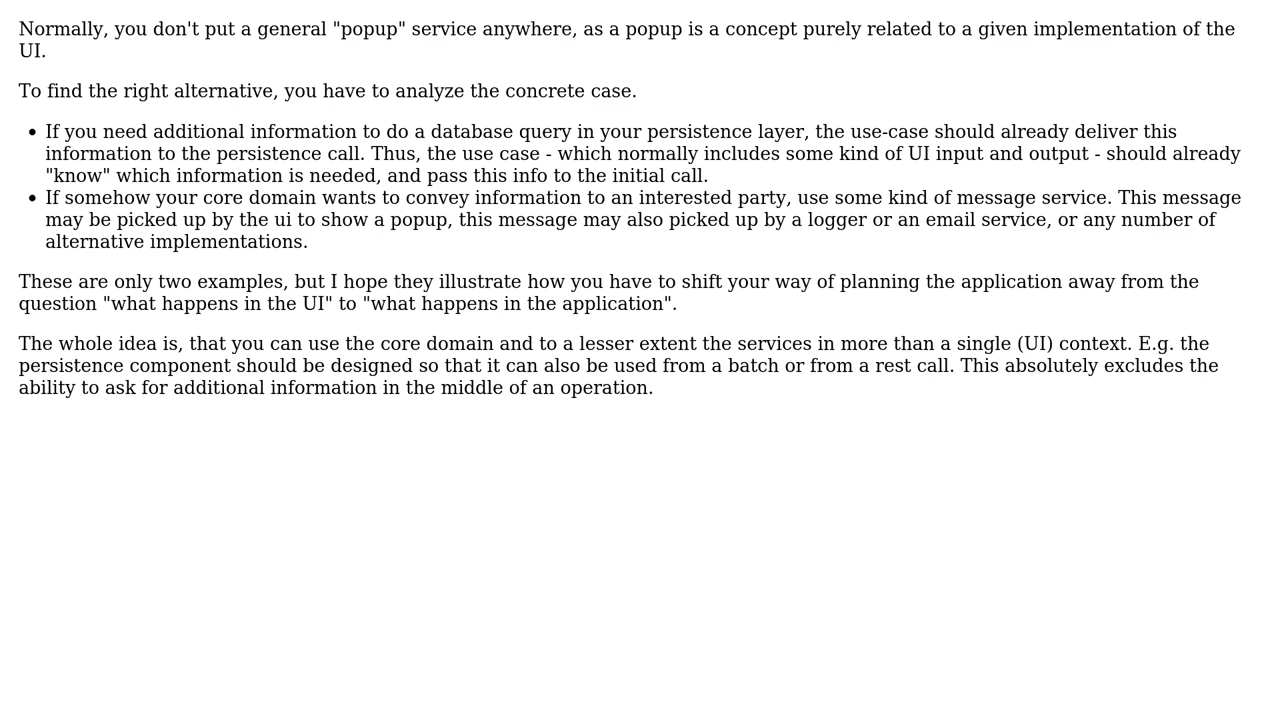 Normally, you don't put a general "popup" service anywhere, as a popup is a concept purely related to a given implementation of the
UI.
To find the right alternative, you have to analyze the concrete case.
• If you need additional information to do a database query in your persistence layer, the use-case should already deliver this
information to the persistence call. Thus, the use case - which normally includes some kind of UI input and output - should already
"know" which information is needed, and pass this info to the initial call.
• If somehow your core domain wants to convey information to an interested party, use some kind of message service. This message
may be picked up by the ui to show a popup, this message may also picked up by a logger or an email service, or any number of
alternative implementations.
These are only two examples, but I hope they illustrate how you have to shift your way of planning the application away from the
question "what happens in the UI" to "what happens in the application".
The whole idea is, that you can use the core domain and to a lesser extent the services in more than a single (UI) context. E.g. the
persistence component should be designed so that it can also be used from a batch or from a rest call. This absolutely excludes the
ability to ask for additional information in the middle of an operation.